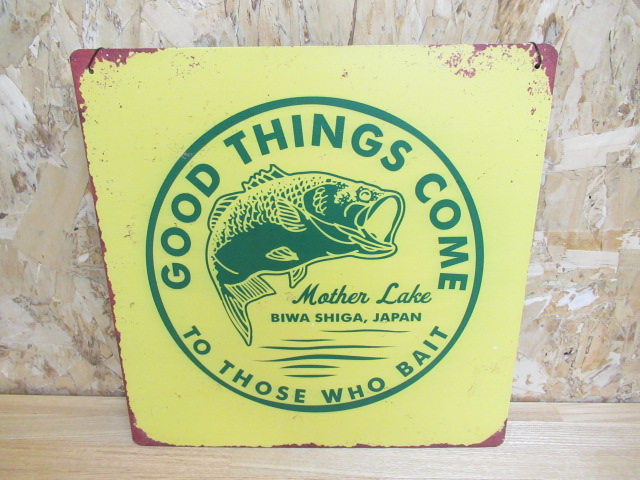 GOOD THINGS COME
Mother Lake
BIWA SHIGA, JAPAN
TO THOSE WHO BAIT